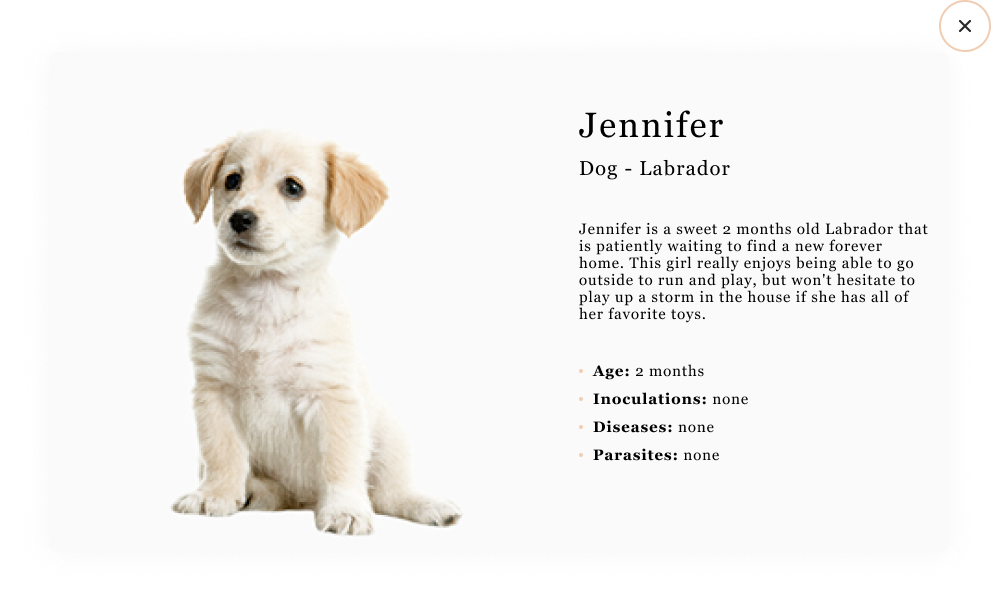 Jennifer
Dog - Labrador
Jennifer is a sweet 2 months old Labrador that
is patiently waiting to find a new forever
home. This girl really enjoys being able to go
outside to run and play, but won't hesitate to
play up a storm in the house if she has all of
her favorite toys.
• Age: 2 months
• Inoculations: none
• Diseases: none
• Parasites: none